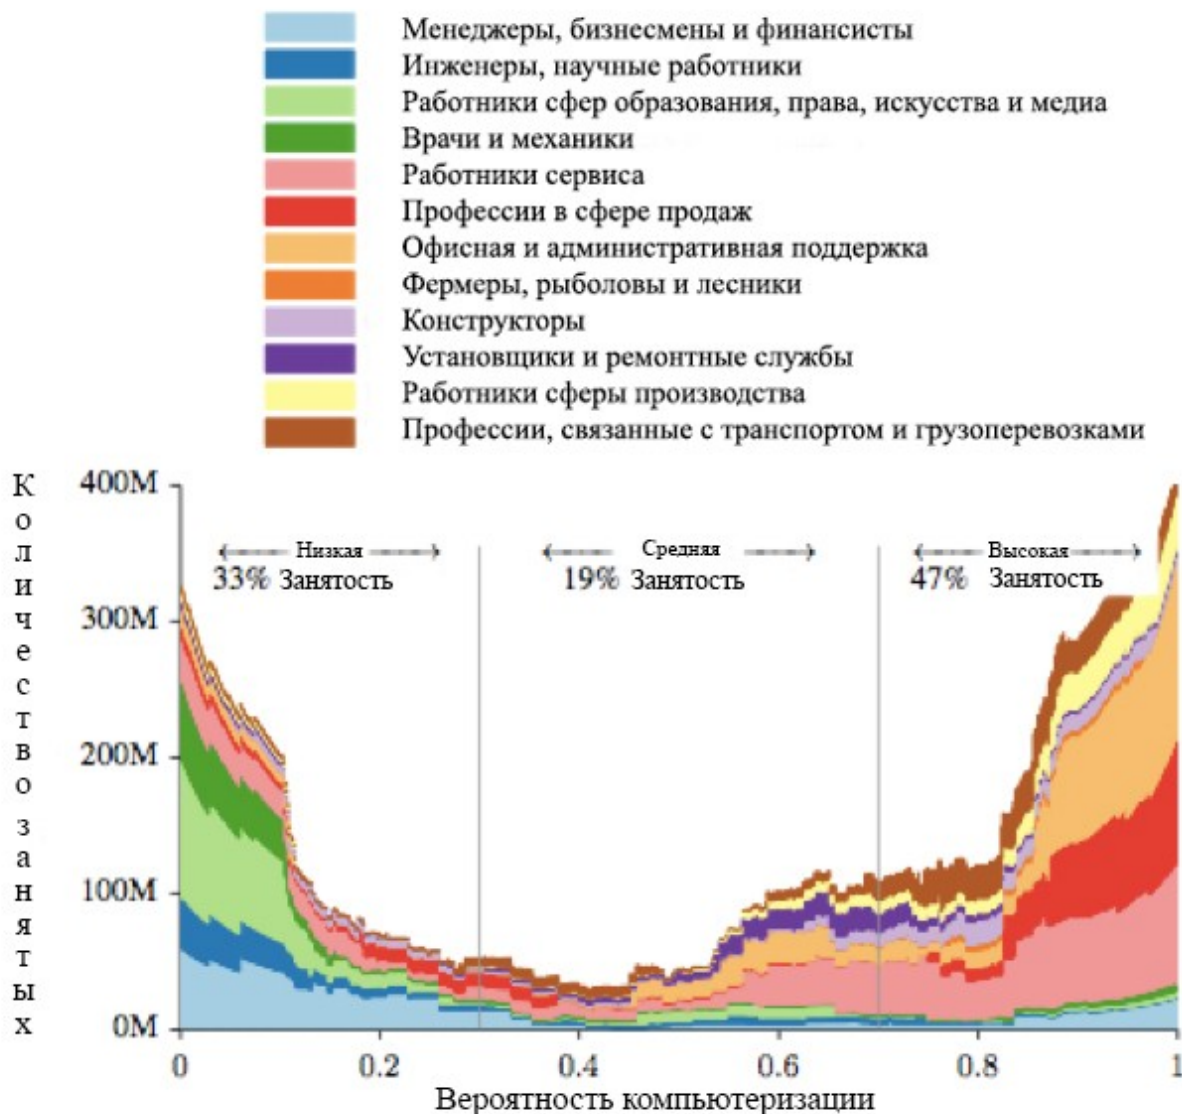 Менеджеры, бизнесмены и финансисты
Инженеры, научные работники
Работники сфер образования, права, искусства и медиа
Врачи и механики
Работники сервиса
Профессии в сфере продаж
Офисная и административная поддержка
Фермеры, рыболовы и лесники
Конструкторы
Установщики и ремонтные службы
Работники сферы производства
Профессии, связанные с транспортом и грузоперевозками
Количество занятых
400M
300M
200M
100M
0M
Низкая
33% Занятость
Средняя
19% Занятость
Высокая
47% Занятость
0 0.2 0.4 0.6 0.8 1
Вероятность компьютеризации